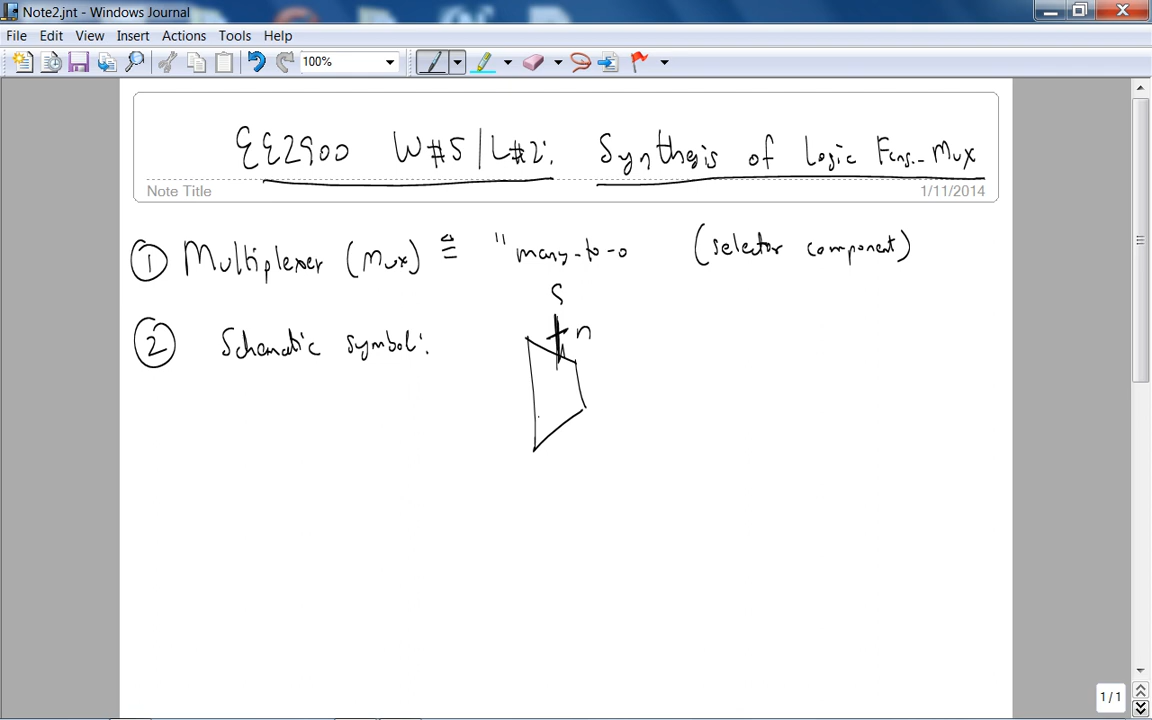 Note2.jnt - Windows Journal
File Edit View Insert Actions Tools Help
100%
EE2900 W#5/L#2: Synthesis of Logic Fcns.- Mux
Note Title 1/11/2014
① Multiplexer (Mux) ≙ "many-to-o (selector component)
S
② Schematic symbol: n
1/1